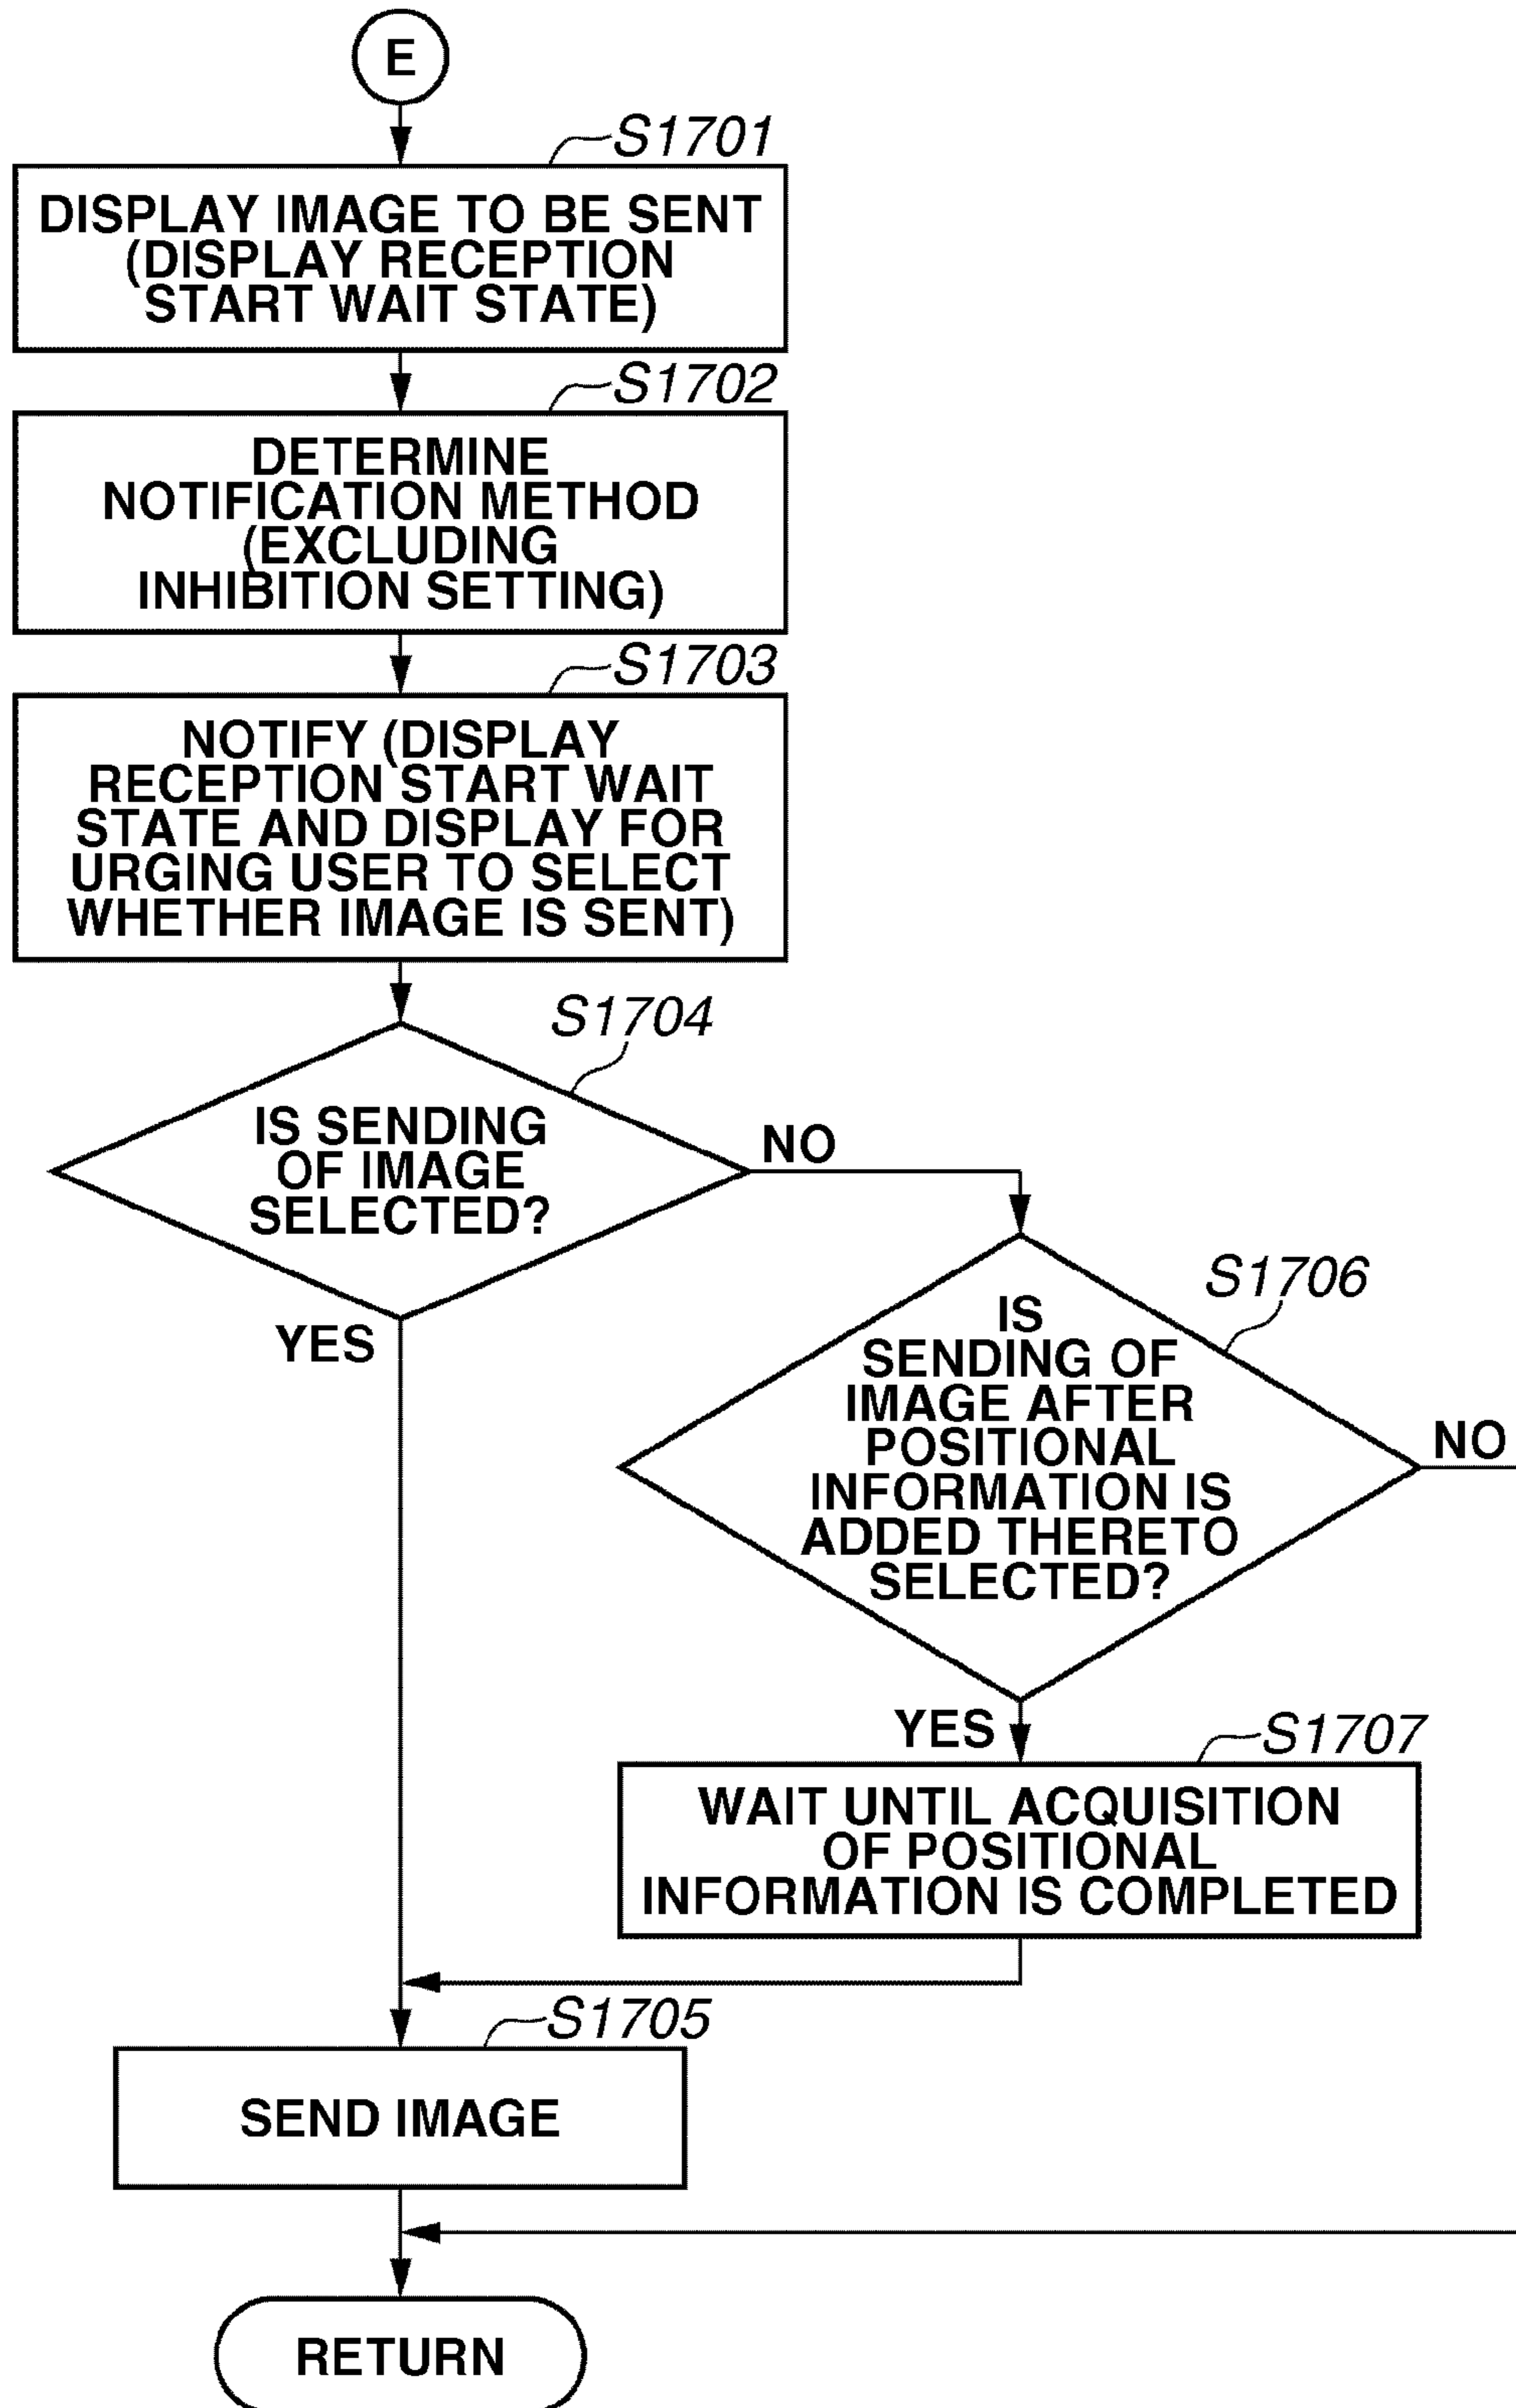 E
S1701
DISPLAY IMAGE TO BE SENT
(DISPLAY RECEPTION
START WAIT STATE)
S1702
DETERMINE
NOTIFICATION METHOD
(EXCLUDING
INHIBITION SETTING)
S1703
NOTIFY (DISPLAY
RECEPTION START WAIT
STATE AND DISPLAY FOR
URGING USER TO SELECT
WHETHER IMAGE IS SENT)
S1704
IS SENDING
OF IMAGE
SELECTED?
NO
YES
S1706
IS
SENDING OF
IMAGE AFTER
POSITIONAL
INFORMATION IS
ADDED THERETO
SELECTED?
NO
YES
S1707
WAIT UNTIL ACQUISITION
OF POSITIONAL
INFORMATION IS COMPLETED
S1705
SEND IMAGE
RETURN